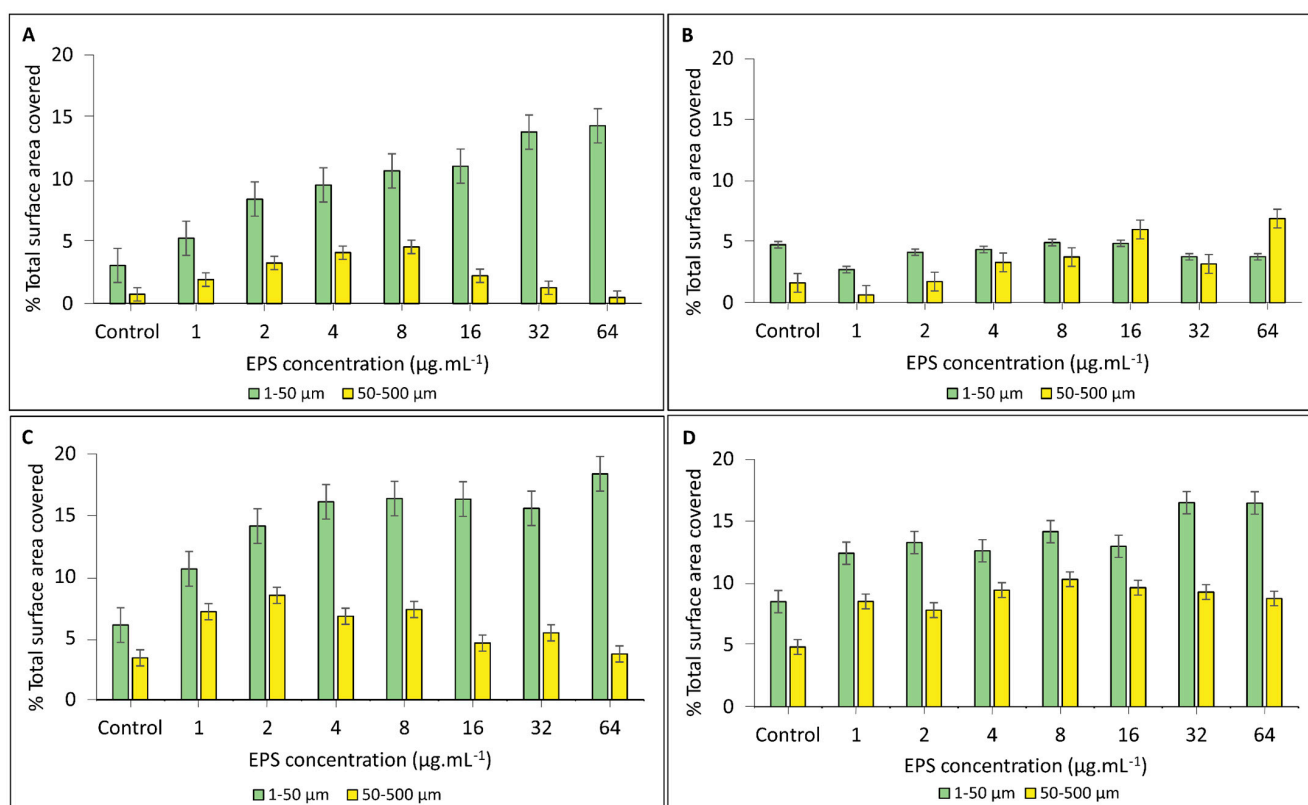 A
% Total surface area covered
20
15
10
5
0
Control 1 2 4 8 16 32 64
EPS concentration (µg.mL⁻¹)
1-50 µm 50-500 µm
B
% Total surface area covered
20
15
10
5
0
Control 1 2 4 8 16 32 64
EPS concentration (µg.mL⁻¹)
1-50 µm 50-500 µm
C
% Total surface area covered
20
15
10
5
0
Control 1 2 4 8 16 32 64
EPS concentration (µg.mL⁻¹)
1-50 µm 50-500 µm
D
% Total surface area covered
20
15
10
5
0
Control 1 2 4 8 16 32 64
EPS concentration (µg.mL⁻¹)
1-50 µm 50-500 µm